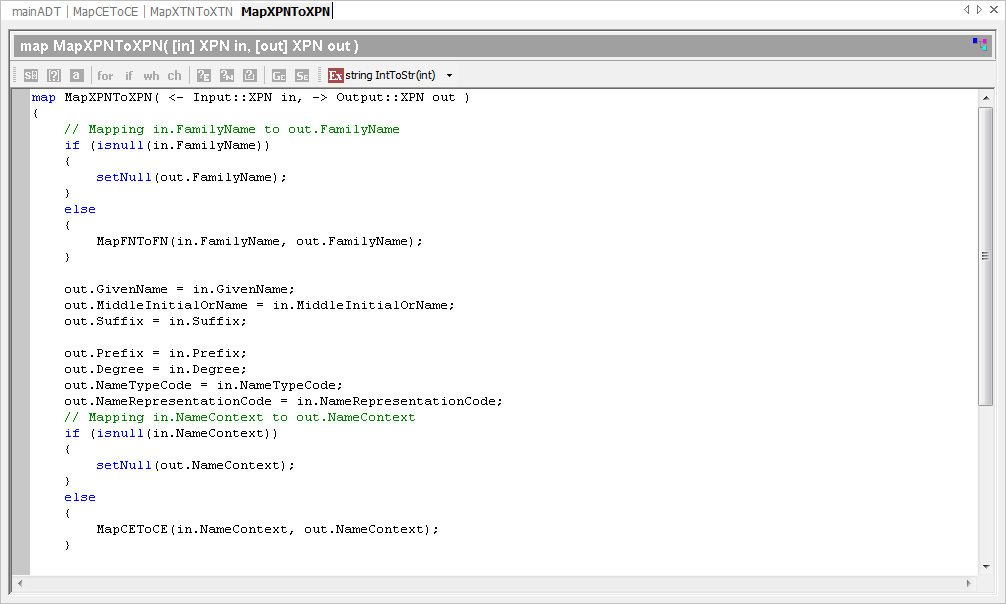 mainADT | MapCEToCE | MapXTNToXTN | MapXPNToXPN
map MapXPNToXPN( [in] XPN in, [out] XPN out )
a for if wh ch Ex string IntToStr(int)
map MapXPNToXPN( <- Input::XPN in, -> Output::XPN out )
{
// Mapping in.FamilyName to out.FamilyName
if (isnull(in.FamilyName))
{
setNull(out.FamilyName);
}
else
{
MapFNToFN(in.FamilyName, out.FamilyName);
}
out.GivenName = in.GivenName;
out.MiddleInitialOrName = in.MiddleInitialOrName;
out.Suffix = in.Suffix;
out.Prefix = in.Prefix;
out.Degree = in.Degree;
out.NameTypeCode = in.NameTypeCode;
out.NameRepresentationCode = in.NameRepresentationCode;
// Mapping in.NameContext to out.NameContext
if (isnull(in.NameContext))
{
setNull(out.NameContext);
}
else
{
MapCEToCE(in.NameContext, out.NameContext);
}